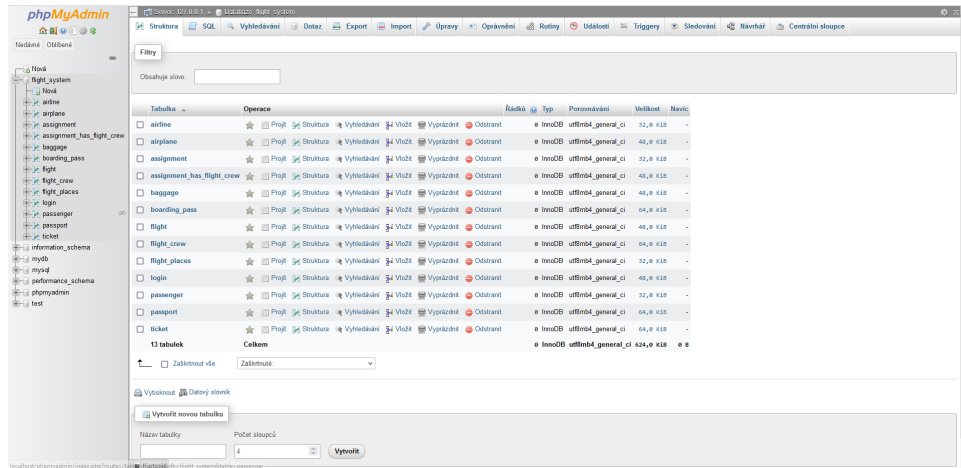 phpMyAdmin
Nedávné Oblíbené
Nová
flight_system
Nová
airline
airplane
assignment
assignment_has_flight_crew
baggage
boarding_pass
flight
flight_crew
flight_places
login
passenger
passport
ticket
information_schema
mydb
mysql
performance_schema
phpmyadmin
test
Server: 127.0.0.1 » Databáze: flight_system
Struktura SQL Vyhledávání Dotaz Export Import Úpravy Oprávnění Rutiny Události Triggery Sledování Návrhář Centrální sloupce
Filtry
Obsahuje slovo:
Tabulka Operace Řádků Typ Porovnávání Velikost Navíc
airline Projít Struktura Vyhledávání Vložit Vyprázdnit Odstranit 0 InnoDB utf8mb4_general_ci 32,0 KiB -
airplane Projít Struktura Vyhledávání Vložit Vyprázdnit Odstranit 0 InnoDB utf8mb4_general_ci 48,0 KiB -
assignment Projít Struktura Vyhledávání Vložit Vyprázdnit Odstranit 0 InnoDB utf8mb4_general_ci 32,0 KiB -
assignment_has_flight_crew Projít Struktura Vyhledávání Vložit Vyprázdnit Odstranit 0 InnoDB utf8mb4_general_ci 48,0 KiB -
baggage Projít Struktura Vyhledávání Vložit Vyprázdnit Odstranit 0 InnoDB utf8mb4_general_ci 48,0 KiB -
boarding_pass Projít Struktura Vyhledávání Vložit Vyprázdnit Odstranit 0 InnoDB utf8mb4_general_ci 64,0 KiB -
flight Projít Struktura Vyhledávání Vložit Vyprázdnit Odstranit 0 InnoDB utf8mb4_general_ci 48,0 KiB -
flight_crew Projít Struktura Vyhledávání Vložit Vyprázdnit Odstranit 0 InnoDB utf8mb4_general_ci 64,0 KiB -
flight_places Projít Struktura Vyhledávání Vložit Vyprázdnit Odstranit 0 InnoDB utf8mb4_general_ci 32,0 KiB -
login Projít Struktura Vyhledávání Vložit Vyprázdnit Odstranit 0 InnoDB utf8mb4_general_ci 48,0 KiB -
passenger Projít Struktura Vyhledávání Vložit Vyprázdnit Odstranit 0 InnoDB utf8mb4_general_ci 32,0 KiB -
passport Projít Struktura Vyhledávání Vložit Vyprázdnit Odstranit 0 InnoDB utf8mb4_general_ci 64,0 KiB -
ticket Projít Struktura Vyhledávání Vložit Vyprázdnit Odstranit 0 InnoDB utf8mb4_general_ci 64,0 KiB -
13 tabulek Celkem 0 InnoDB utf8mb4_general_ci 624,0 KiB 0 B
Zaškrtnout vše Zaškrtnuté:
Vytisknout Datový slovník
Vytvořit novou tabulku
Název tabulky Počet sloupců
4 Vytvořit